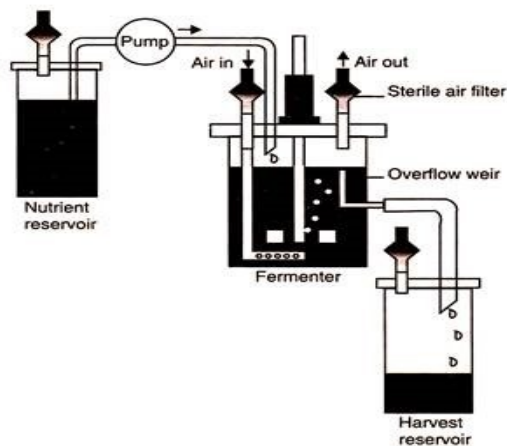 Pump
Air in
Air out
Sterile air filter
Overflow weir
Nutrient
reservoir
Fermenter
Harvest
reservoir